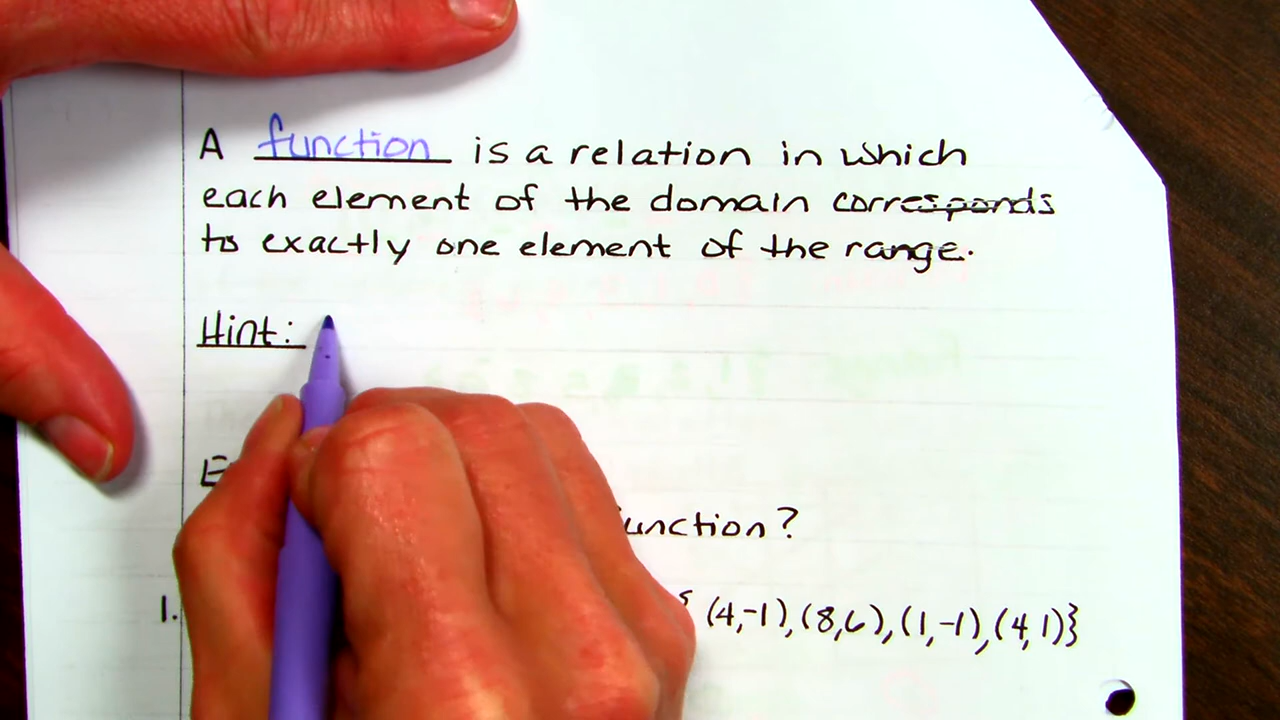 A function is a relation in which
each element of the domain corresponds
to exactly one element of the range.
Hint:
function?
1. (4,-1), (8,6), (1,-1), (4,1)}